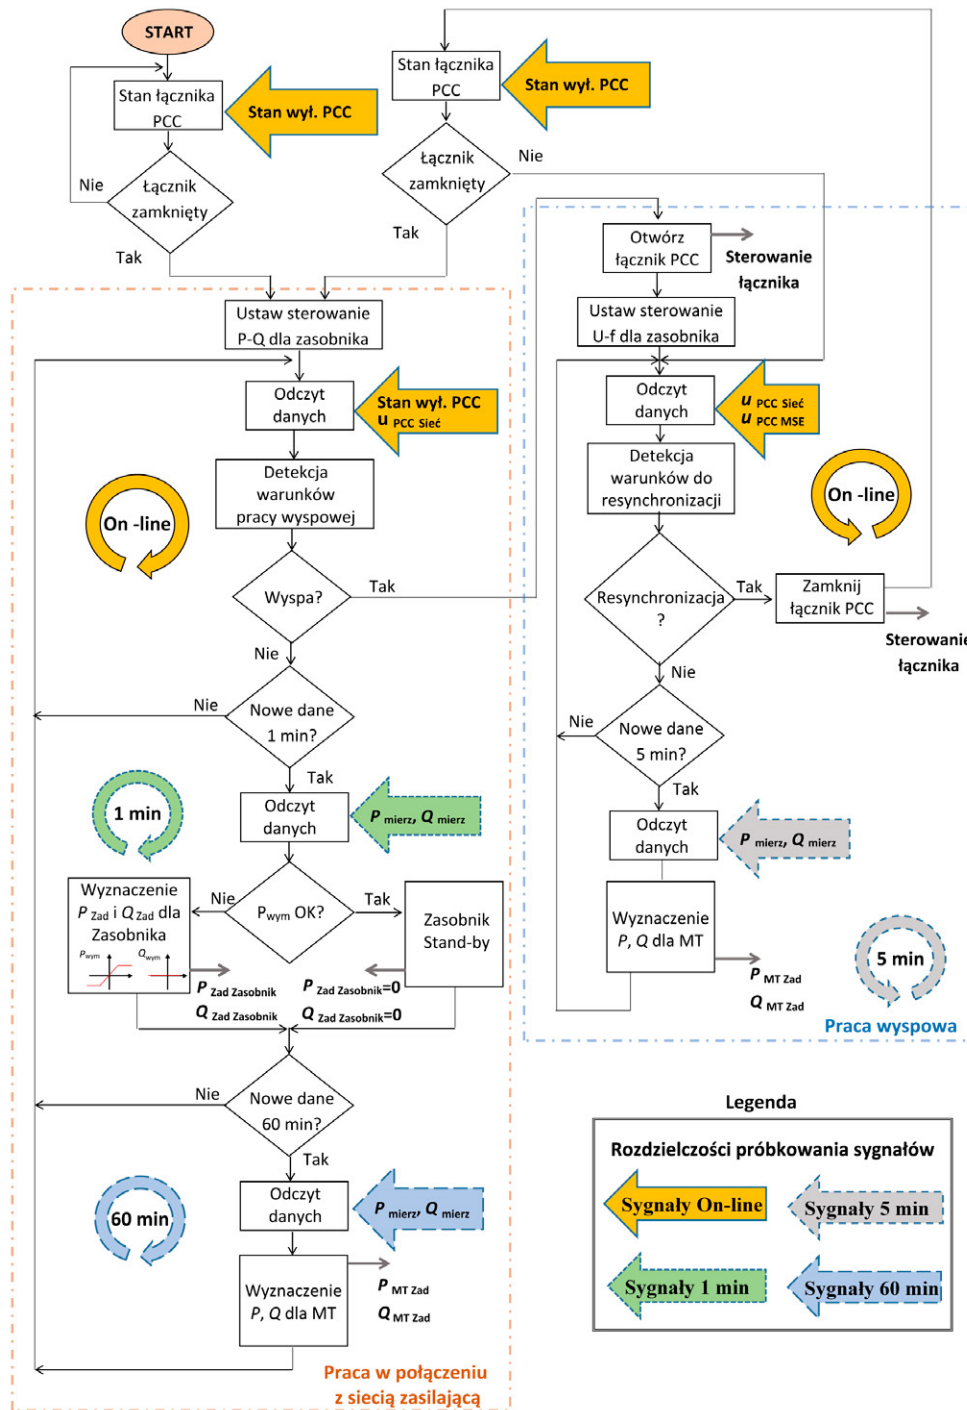 START
Stan łącznika
PCC
Stan wył. PCC
Łącznik
zamknięty
Nie
Tak
Stan łącznika
PCC
Stan wył. PCC
Łącznik
zamknięty
Nie
Tak
Ustaw sterowanie
P-Q dla zasobnika
Odczyt
danych
Stan wył. PCC
u PCC Sieć
Detekcja
warunków
pracy wyspowej
On -line
Wyspa?
Tak
Nie
Nowe dane
1 min?
Nie
Tak
1 min
Odczyt
danych
P mierz, Q mierz
Pwym OK?
Nie
Tak
Wyznaczenie
P Zad i Q Zad dla
Zasobnika
Pwym
Qwym
Zasobnik
Stand-by
P Zad Zasobnik
Q Zad Zasobnik
P Zad Zasobnik=0
Q Zad Zasobnik=0
Nowe dane
60 min?
Nie
Tak
60 min
Odczyt
danych
P mierz, Q mierz
Wyznaczenie
P, Q dla MT
P MT Zad
Q MT Zad
Praca w połączeniu
z siecią zasilającą
Otwórz
łącznik PCC
Sterowanie
łącznika
Ustaw sterowanie
U-f dla zasobnika
Odczyt
danych
u PCC Sieć
u PCC MSE
Detekcja
warunków do
resynchronizacji
On -line
Resynchronizacja
?
Tak
Nie
Zamknij
łącznik PCC
Sterowanie
łącznika
Nowe dane
5 min?
Nie
Tak
Odczyt
danych
P mierz, Q mierz
Wyznaczenie
P, Q dla MT
P MT Zad
Q MT Zad
5 min
Praca wyspowa
Legenda
Rozdzielczości próbkowania sygnałów
Sygnały On-line
Sygnały 5 min
Sygnały 1 min
Sygnały 60 min